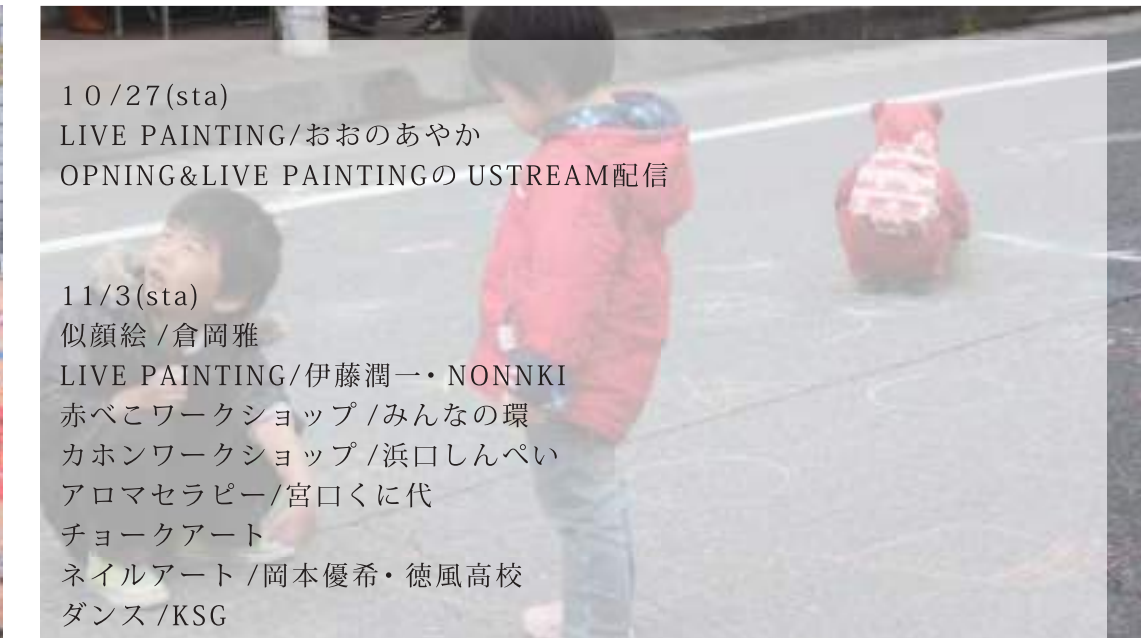 １０/27(sta)
LIVE PAINTING/おおのあやか
OPNING&LIVE PAINTINGの USTREAM配信
11/3(sta)
似顔絵 /倉岡雅
LIVE PAINTING/伊藤潤一・NONNKI
赤べこワークショップ /みんなの環
カホンワークショップ /浜口しんぺい
アロマセラピー/宮口くに代
チョークアート
ネイルアート /岡本優希・徳風高校
ダンス /KSG